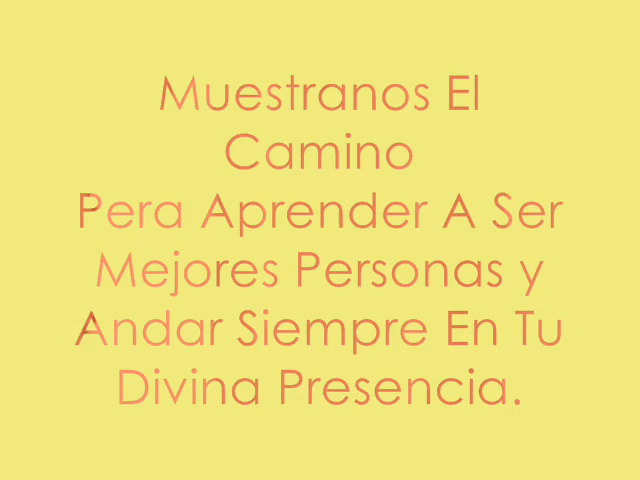 Muestranos El
Camino
Pera Aprender A Ser
Mejores Personas y
Andar Siempre En Tu
Divina Presencia.